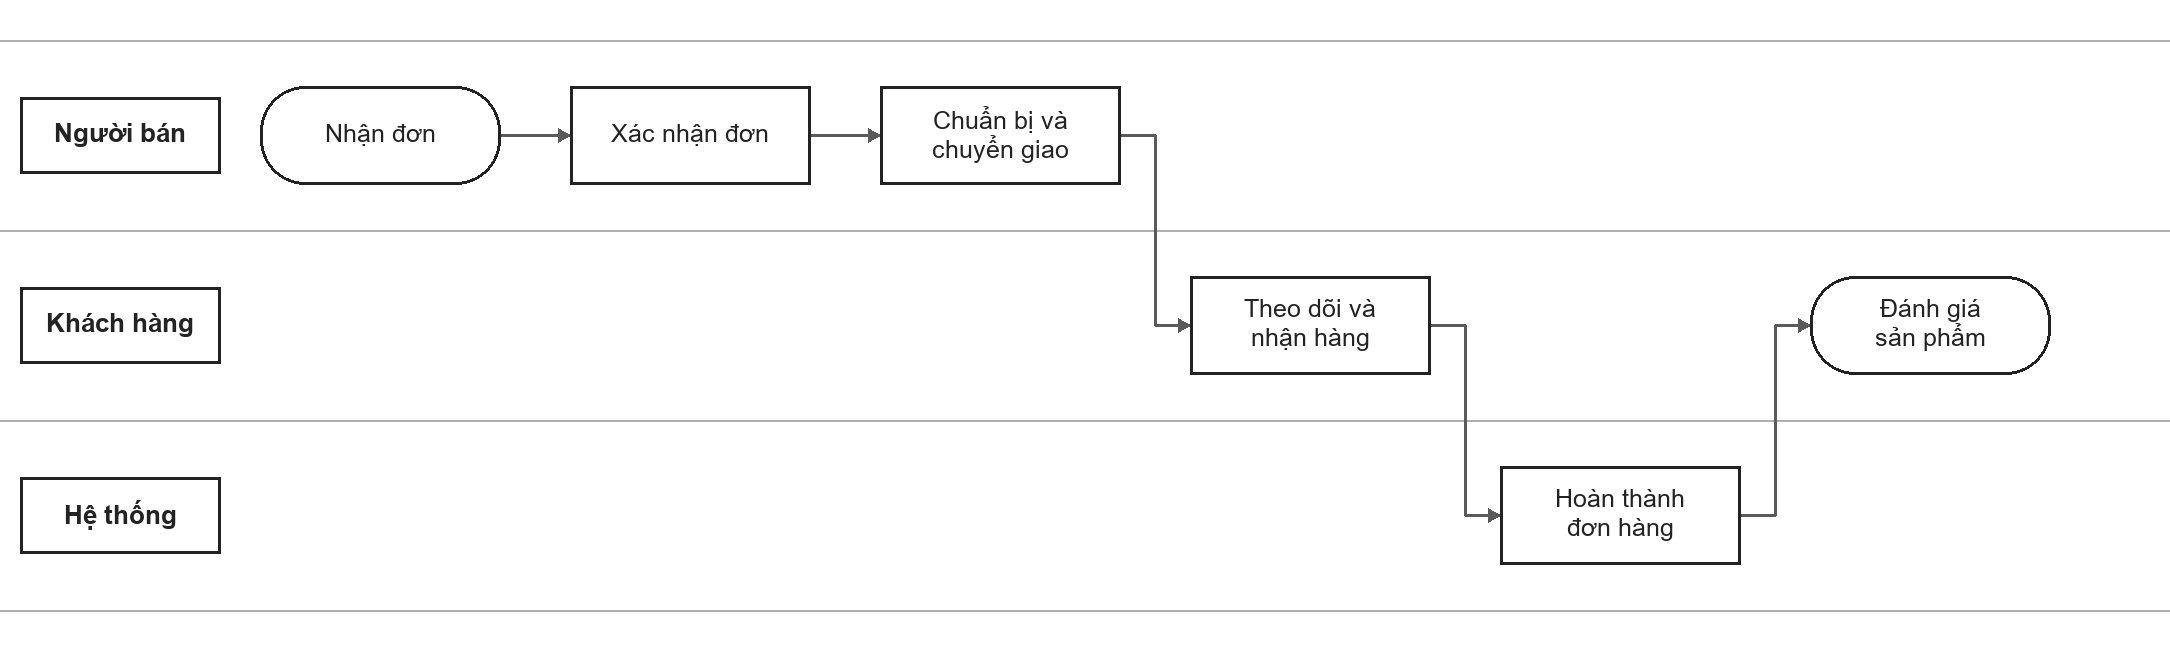 Người bán
Nhận đơn
Xác nhận đơn
Chuẩn bị và
chuyển giao
Khách hàng
Theo dõi và
nhận hàng
Đánh giá
sản phẩm
Hệ thống
Hoàn thành
đơn hàng